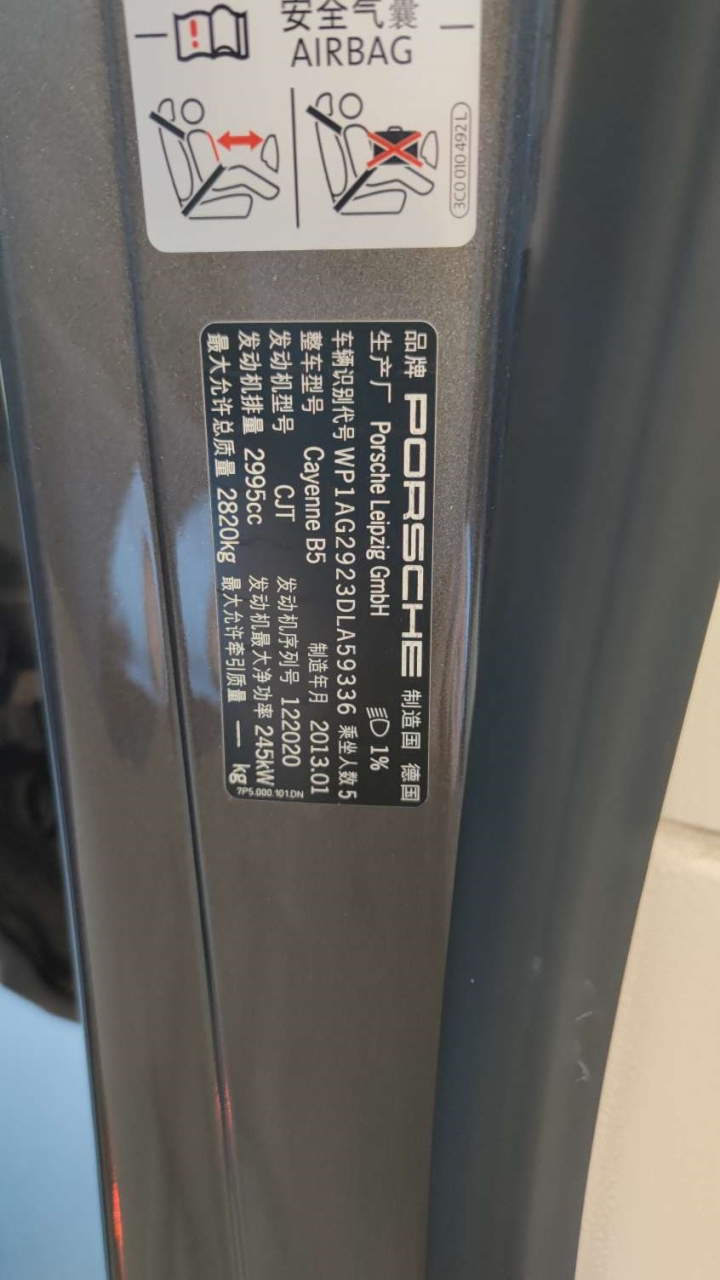 安全气囊
AIRBAG
3C0 010 492 L
品牌 PORSCHE 制造国 德国
生产厂 Porsche Leipzig GmbH 1%
车辆识别代号 WP1AG2923DLA59336 乘坐人数 5
整车型号 Cayenne B5 制造年月 2013.01
发动机型号 CJT 发动机序列号 122020
发动机排量 2995cc 发动机最大净功率 245kW
最大允许总质量 2820kg 最大允许牵引质量 — kg
7P5.000.101.DN